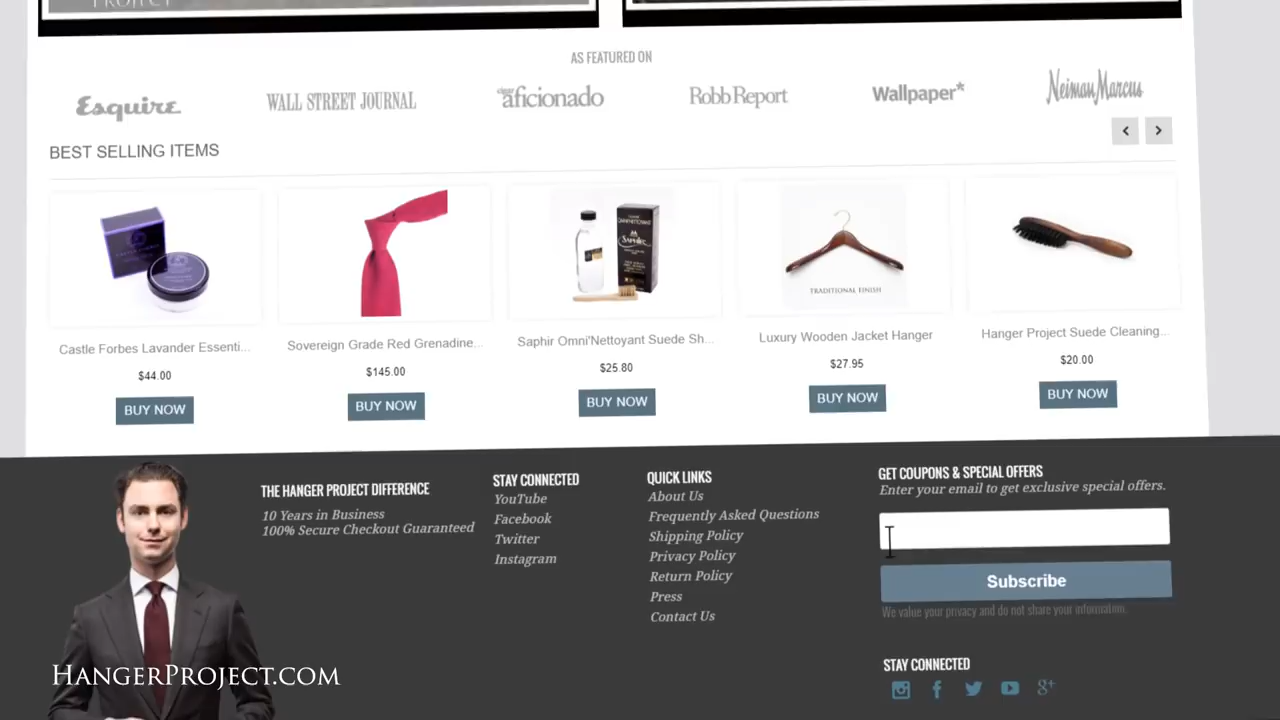 PROJECT
AS FEATURED ON
Esquire
WALL STREET JOURNAL
cigar aficionado
Robb Report
Wallpaper*
Neiman Marcus
BEST SELLING ITEMS
TRADITIONAL FINISH
Castle Forbes Lavander Essenti...
$44.00
BUY NOW
Sovereign Grade Red Grenadine...
$145.00
BUY NOW
Saphir Omni'Nettoyant Suede Sh...
$25.80
BUY NOW
Luxury Wooden Jacket Hanger
$27.95
BUY NOW
Hanger Project Suede Cleaning...
$20.00
BUY NOW
THE HANGER PROJECT DIFFERENCE
10 Years in Business
100% Secure Checkout Guaranteed
STAY CONNECTED
YouTube
Facebook
Twitter
Instagram
QUICK LINKS
About Us
Frequently Asked Questions
Shipping Policy
Privacy Policy
Return Policy
Press
Contact Us
GET COUPONS & SPECIAL OFFERS
Enter your email to get exclusive special offers.
Subscribe
We value your privacy and do not share your information.
STAY CONNECTED
HANGERPROJECT.COM